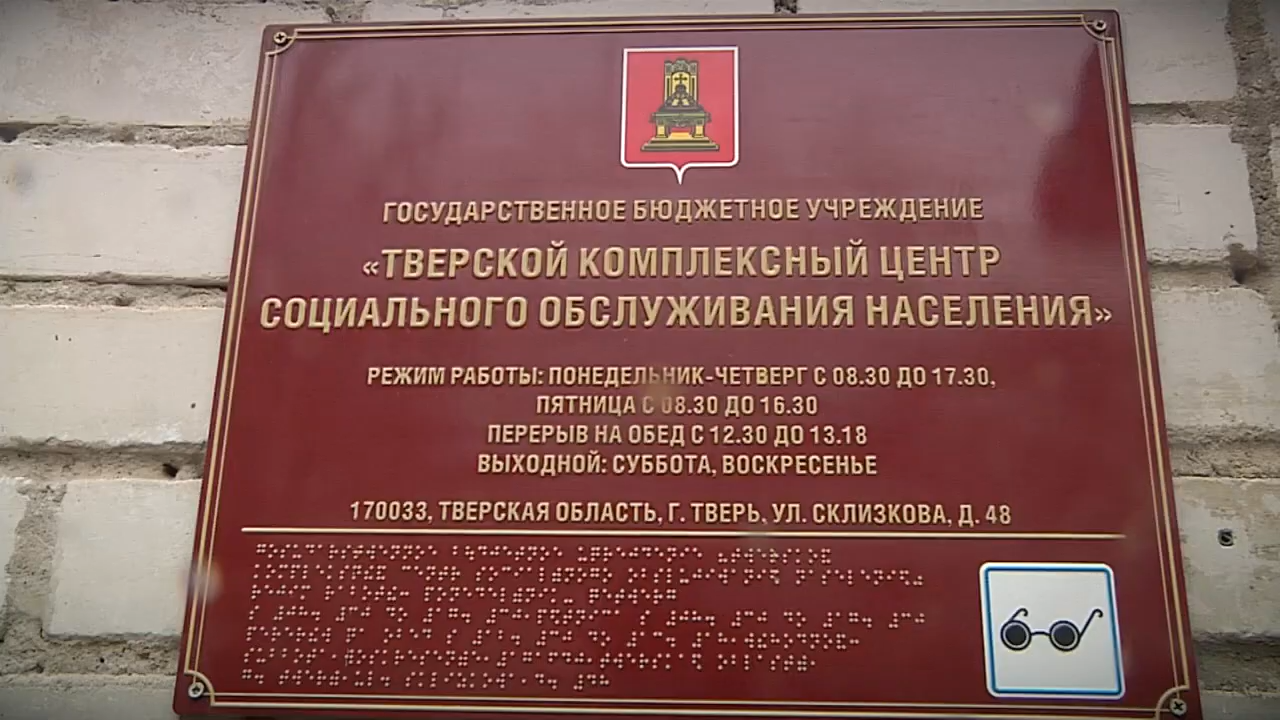 ГОСУДАРСТВЕННОЕ БЮДЖЕТНОЕ УЧРЕЖДЕНИЕ
«ТВЕРСКОЙ КОМПЛЕКСНЫЙ ЦЕНТР
СОЦИАЛЬНОГО ОБСЛУЖИВАНИЯ НАСЕЛЕНИЯ»
РЕЖИМ РАБОТЫ: ПОНЕДЕЛЬНИК-ЧЕТВЕРГ С 08.30 ДО 17.30,
ПЯТНИЦА С 08.30 ДО 16.30
ПЕРЕРЫВ НА ОБЕД С 12.30 ДО 13.18
ВЫХОДНОЙ: СУББОТА, ВОСКРЕСЕНЬЕ
170033, ТВЕРСКАЯ ОБЛАСТЬ, Г. ТВЕРЬ, УЛ. СКЛИЗКОВА, Д. 48